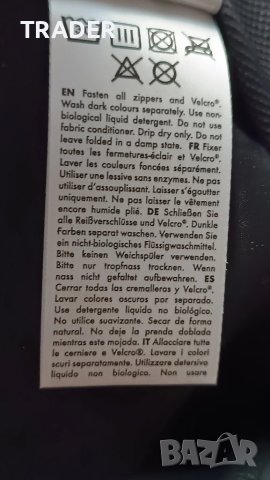 TRADER
EN Fasten all zippers and Velcro®.
Wash dark colours separately. Use non-
biological liquid detergent. Do not use
fabric conditioner. Drip dry only. Do not
leave folded in a damp state. FR Fixer
toutes les fermetures-éclair et Velcro®.
Laver les couleurs foncées séparément.
Utiliser une lessive sans enzymes. Ne pas
utiliser d'assouplissant. Laisser s'égoutter
uniquement. Ne pas laisser le vêtement
encore humide plié. DE Schließen Sie
alle Reißverschlüsse und Velcro®. Dunkle
Farben separat waschen. Verwenden Sie
ein nicht-biologisches Flüssigwaschmittel.
Bitte keinen Weichspüler verwenden.
Bitte nur tropfnass trocknen. Wenn
nass nicht gefaltet aufbewahren. ES
Cerrar todas las cremalleras y Velcro®.
Lavar colores oscuros por separado.
Use detergente líquido no biológico.
No utilice suavizante. Secar de forma
natural. No deje la prenda doblada
mientras este mojada. IT Allacciare tutte
le cerniere e Velcro®. Lavare i colori
scuri separatamente. Utilizzare detersivo
liquido non biologico. Non usare
BAZAR